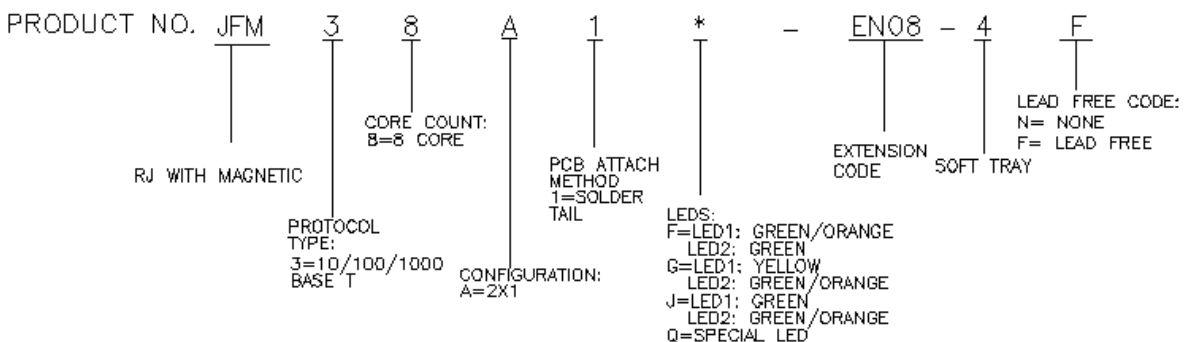 PRODUCT NO. JFM 3 8 A 1 * - EN08 - 4 F
LEAD FREE CODE:
N= NONE
F= LEAD FREE
CORE COUNT:
8=8 CORE
EXTENSION
CODE
SOFT TRAY
PCB ATTACH
METHOD
1=SOLDER
TAIL
RJ WITH MAGNETIC
LEDS:
F=LED1: GREEN/ORANGE
LED2: GREEN
G=LED1: YELLOW
LED2: GREEN/ORANGE
J=LED1: GREEN
LED2: GREEN/ORANGE
Q=SPECIAL LED
PROTOCOL
TYPE:
3=10/100/1000
BASE T
CONFIGURATION:
A=2X1